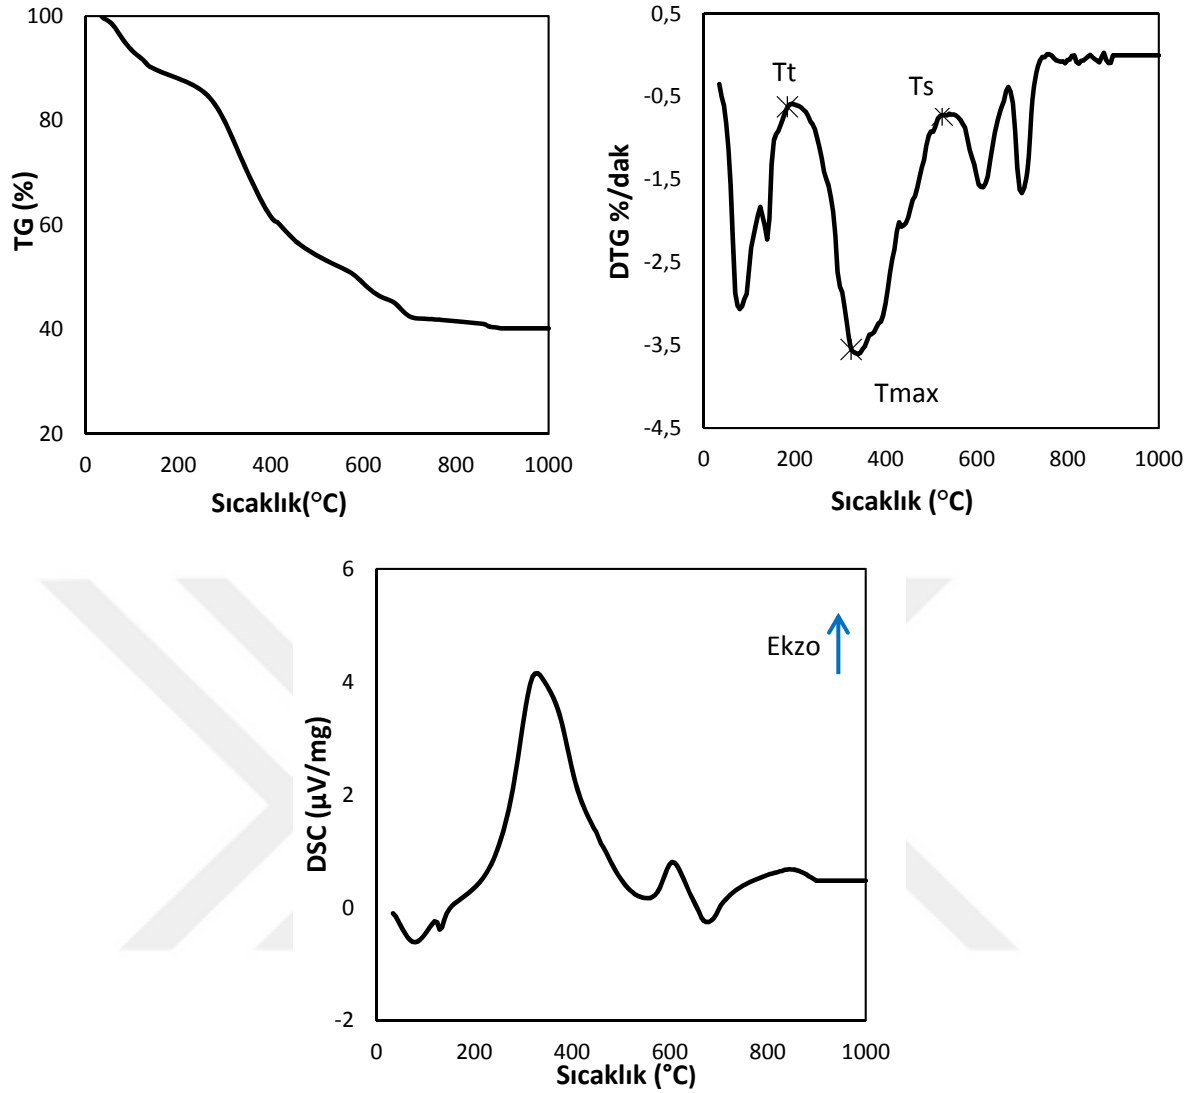 100
80
60
40
20
TG (%)
0 200 400 600 800 1000
Sıcaklık(°C)
0,5
-0,5
-1,5
-2,5
-3,5
-4,5
DTG %/dak
Tt
Ts
Tmax
0 200 400 600 800 1000
Sıcaklık (°C)
6
4
2
0
-2
DSC (µV/mg)
Ekzo
0 200 400 600 800 1000
Sıcaklık (°C)